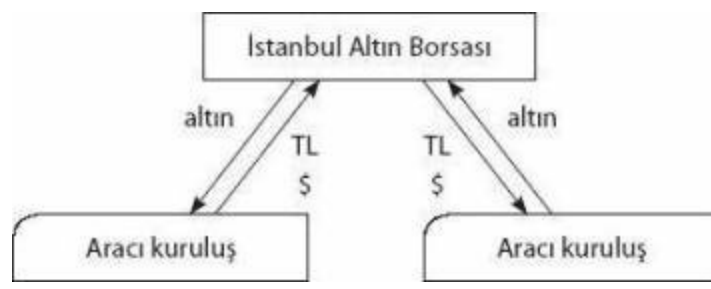 İstanbul Altın Borsası
altın
TL
$
TL
$
altın
Aracı kuruluş
Aracı kuruluş